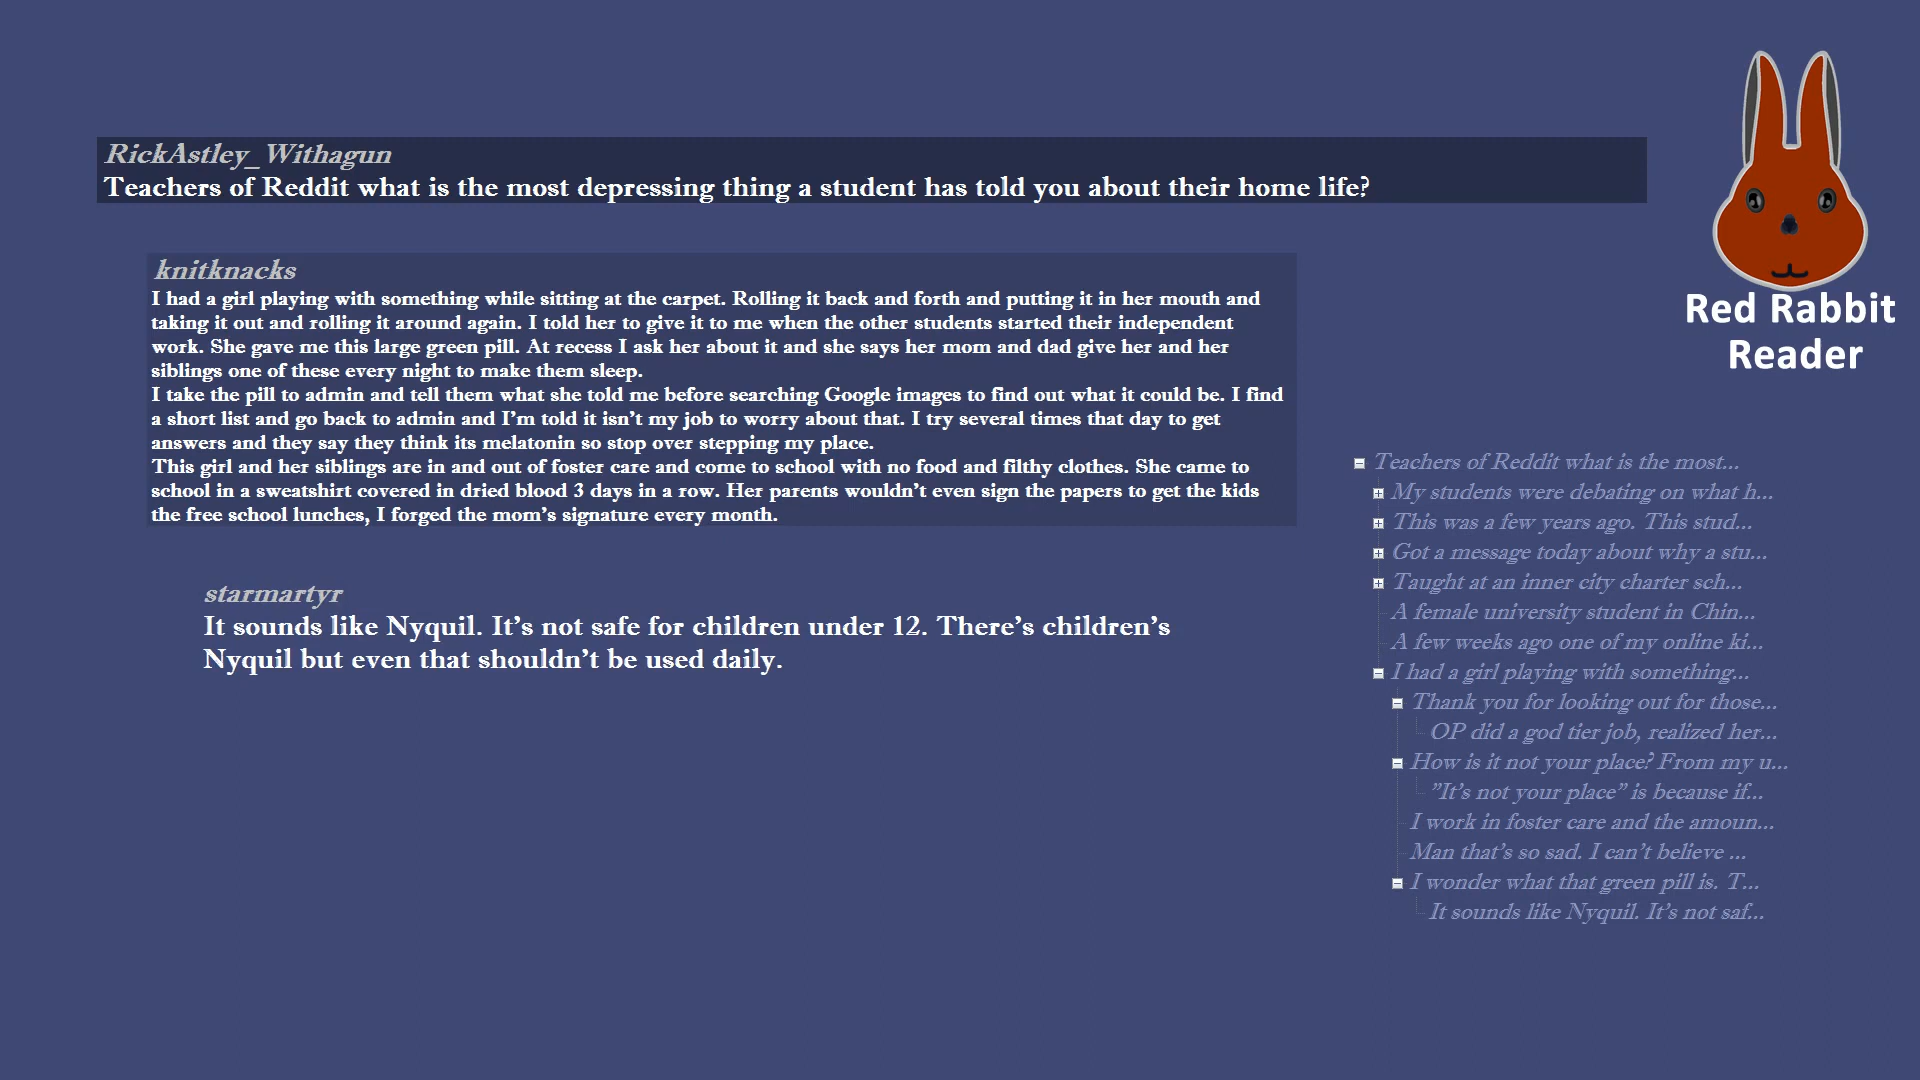 RickAstley_Withagun
Teachers of Reddit what is the most depressing thing a student has told you about their home life?
knitknacks
I had a girl playing with something while sitting at the carpet. Rolling it back and forth and putting it in her mouth and
taking it out and rolling it around again. I told her to give it to me when the other students started their independent
work. She gave me this large green pill. At recess I ask her about it and she says her mom and dad give her and her
siblings one of these every night to make them sleep.
I take the pill to admin and tell them what she told me before searching Google images to find out what it could be. I find
a short list and go back to admin and I'm told it isn't my job to worry about that. I try several times that day to get
answers and they say they think its melatonin so stop over stepping my place.
This girl and her siblings are in and out of foster care and come to school with no food and filthy clothes. She came to
school in a sweatshirt covered in dried blood 3 days in a row. Her parents wouldn't even sign the papers to get the kids
the free school lunches, I forged the mom's signature every month.
starmartyr
It sounds like Nyquil. It's not safe for children under 12. There's children's
Nyquil but even that shouldn't be used daily.
Red Rabbit
Reader
Teachers of Reddit what is the most...
My students were debating on what h...
This was a few years ago. This stud...
Got a message today about why a stu...
Taught at an inner city charter sch...
A female university student in Chin...
A few weeks ago one of my online ki...
I had a girl playing with something...
Thank you for looking out for those...
OP did a god tier job, realized her...
How is it not your place? From my u...
"It's not your place" is because if...
I work in foster care and the amoun...
Man that's so sad. I can't believe ...
I wonder what that green pill is. T...
It sounds like Nyquil. It's not saf...